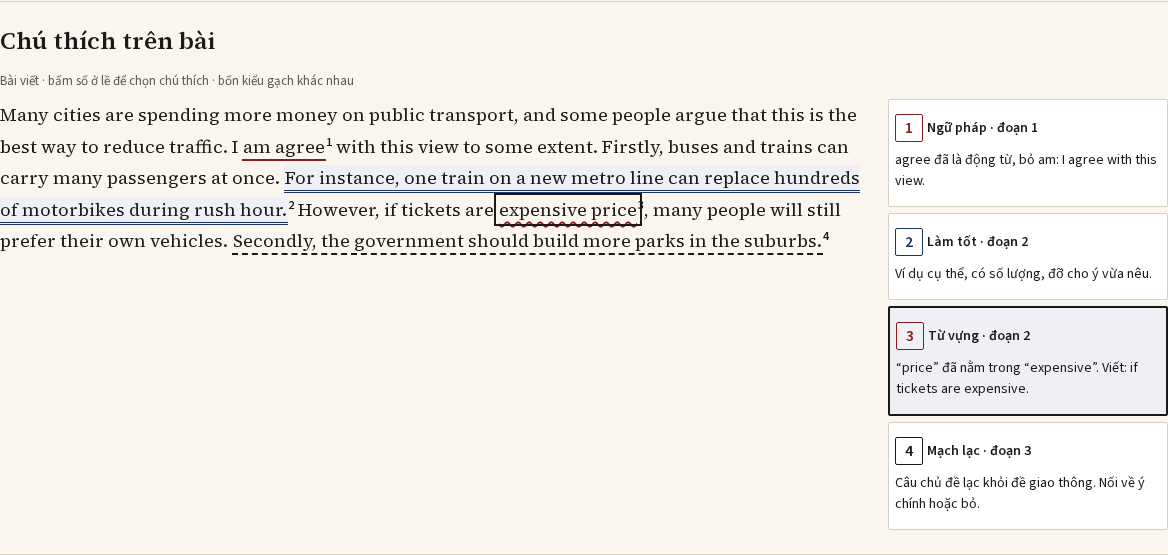 Chú thích trên bài
Bài viết · bấm số ở lề để chọn chú thích · bốn kiểu gạch khác nhau
Many cities are spending more money on public transport, and some people argue that this is the
best way to reduce traffic. I am agree¹ with this view to some extent. Firstly, buses and trains can
carry many passengers at once. For instance, one train on a new metro line can replace hundreds
of motorbikes during rush hour.² However, if tickets are expensive price³, many people will still
prefer their own vehicles. Secondly, the government should build more parks in the suburbs.⁴
1 Ngữ pháp · đoạn 1
agree đã là động từ, bỏ am: I agree with this
view.
2 Làm tốt · đoạn 2
Ví dụ cụ thể, có số lượng, đỡ cho ý vừa nêu.
3 Từ vựng · đoạn 2
“price” đã nằm trong “expensive”. Viết: if
tickets are expensive.
4 Mạch lạc · đoạn 3
Câu chủ đề lạc khỏi đề giao thông. Nối về ý
chính hoặc bỏ.